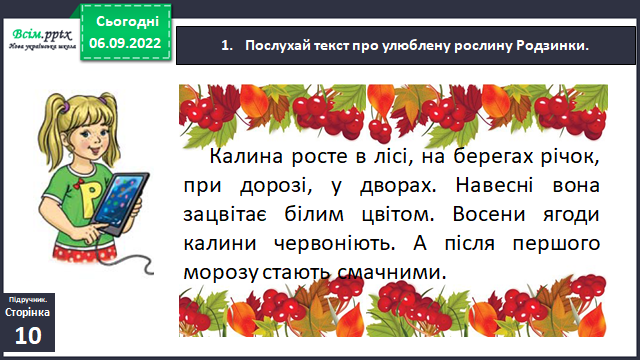 Всім.pptx
Нова українська школа
Сьогодні
06.09.2022
1. Послухай текст про улюблену рослину Родзинки.
Р
Калина росте в лісі, на берегах річок,
при дорозі, у дворах. Навесні вона
зацвітає білим цвітом. Восени ягоди
калини червоніють. А після першого
морозу стають смачними.
Підручник.
Сторінка
10